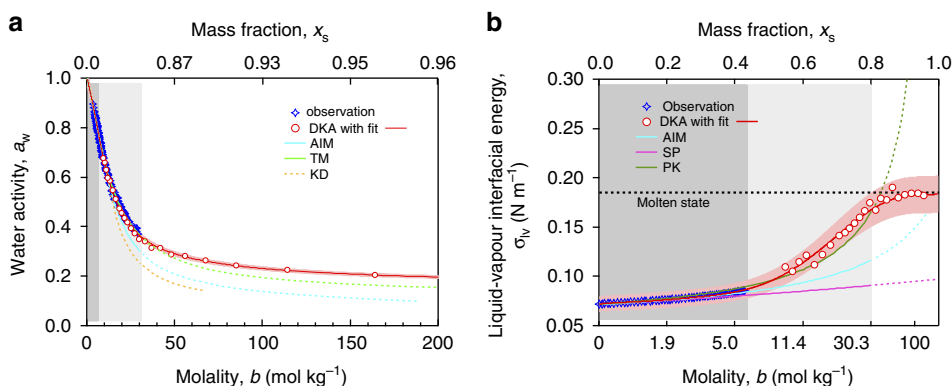 a
Mass fraction, xs
0.0 0.87 0.93 0.95 0.96
1.0
0.8
0.6
0.4
0.2
0.0
Water activity, aw
observation
DKA with fit
AIM
TM
KD
0 50 100 150 200
Molality, b (mol kg−1)
b
Mass fraction, xs
0.0 0.2 0.4 0.6 0.8 1.0
0.30
0.25
0.20
0.15
0.10
0.05
Liquid-vapour interfacial energy,
σlv (N m−1)
Observation
DKA with fit
AIM
SP
PK
Molten state
0 1.9 5.0 11.4 30.3 100
Molality, b (mol kg−1)